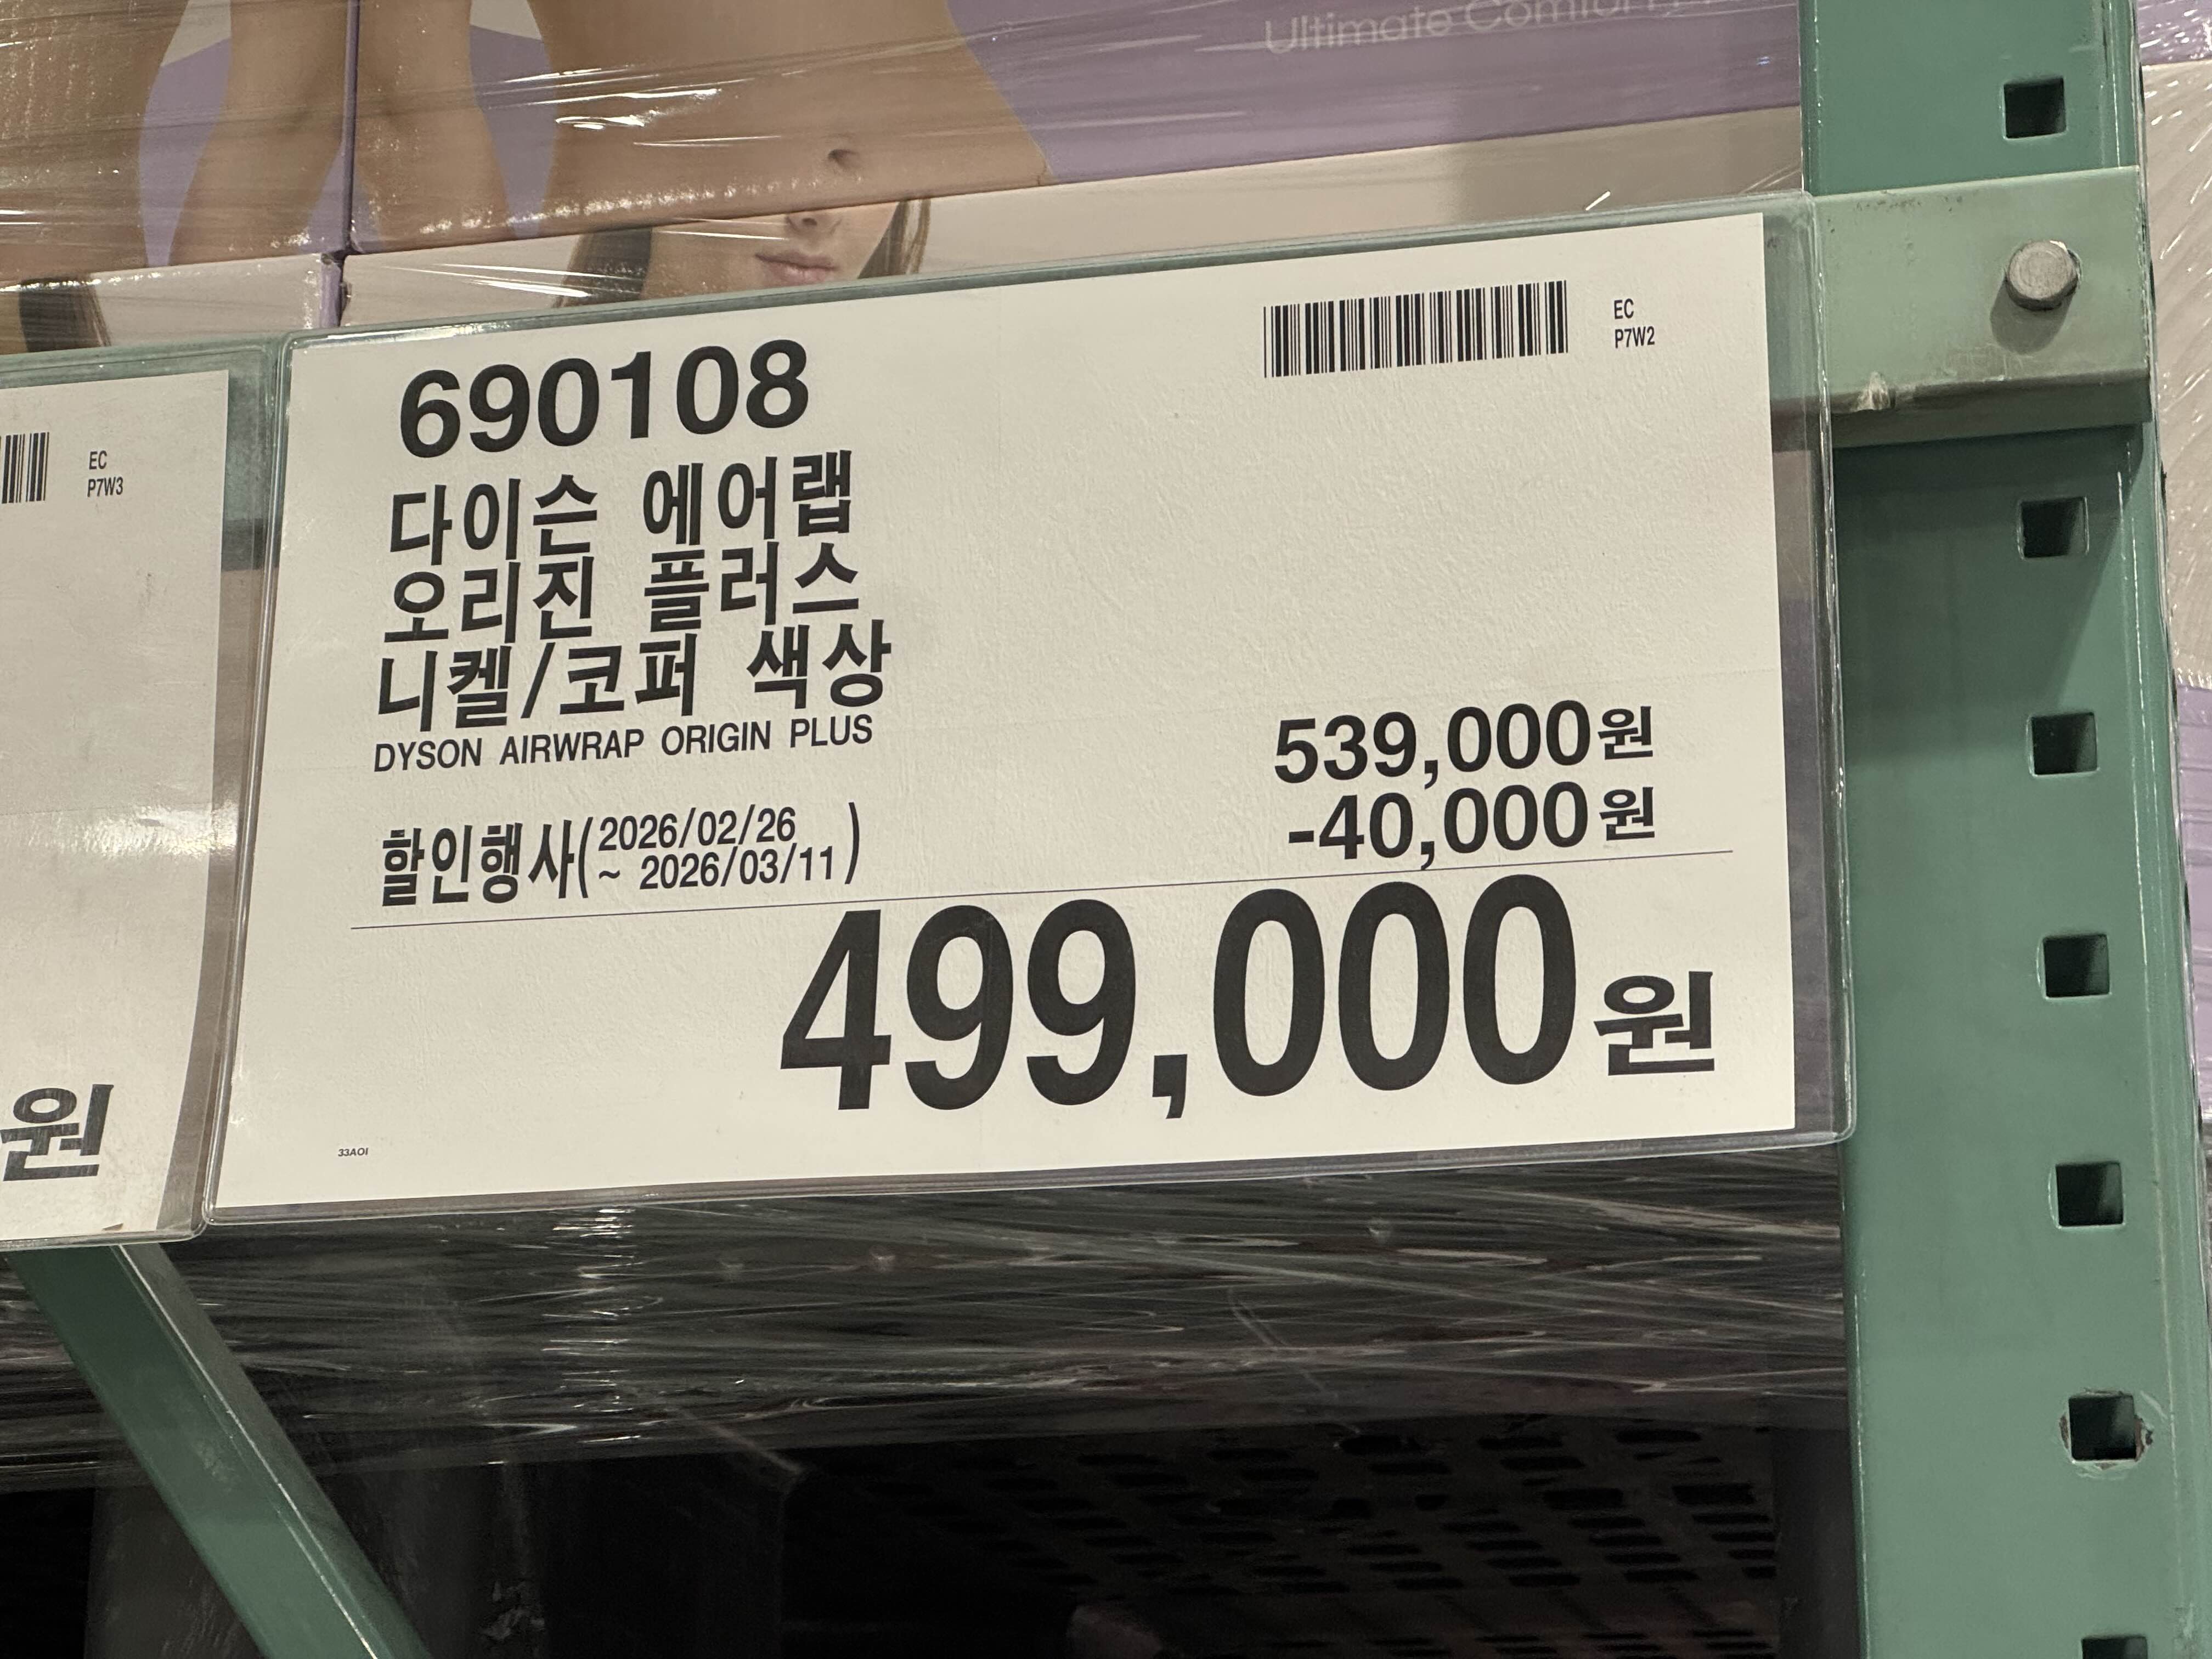 Ultimate Comfort
EC
P7W3
원
690108
EC
P7W2
다이슨 에어랩
오리진 플러스
니켈/코퍼 색상
DYSON AIRWRAP ORIGIN PLUS
539,000원
-40,000원
할인행사(2026/02/26
~ 2026/03/11)
499,000원
33AOI